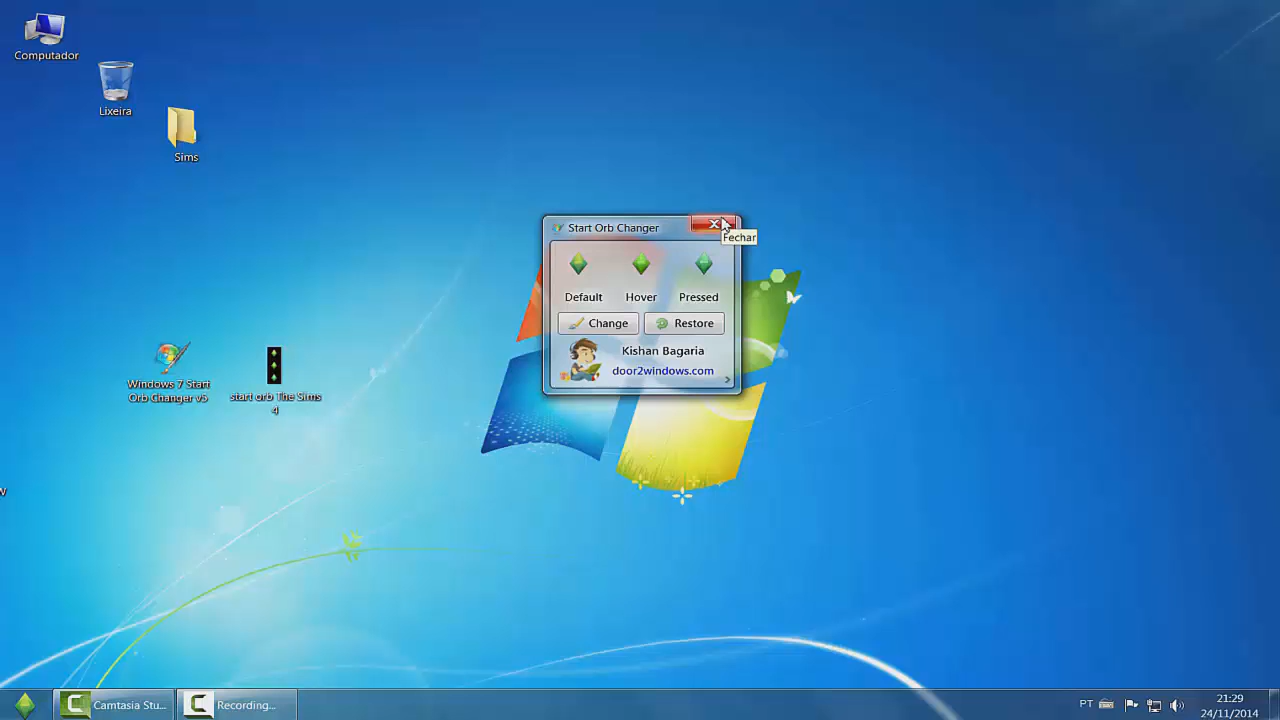 Computador
Lixeira
Sims
Start Orb Changer
Fechar
Default
Hover
Pressed
Change
Restore
Kishan Bagaria
door2windows.com
Windows 7 Start
Orb Changer v5
start orb The Sims
4
w
Camtasia Stu...
Recording...
PT
21:29
24/11/2014